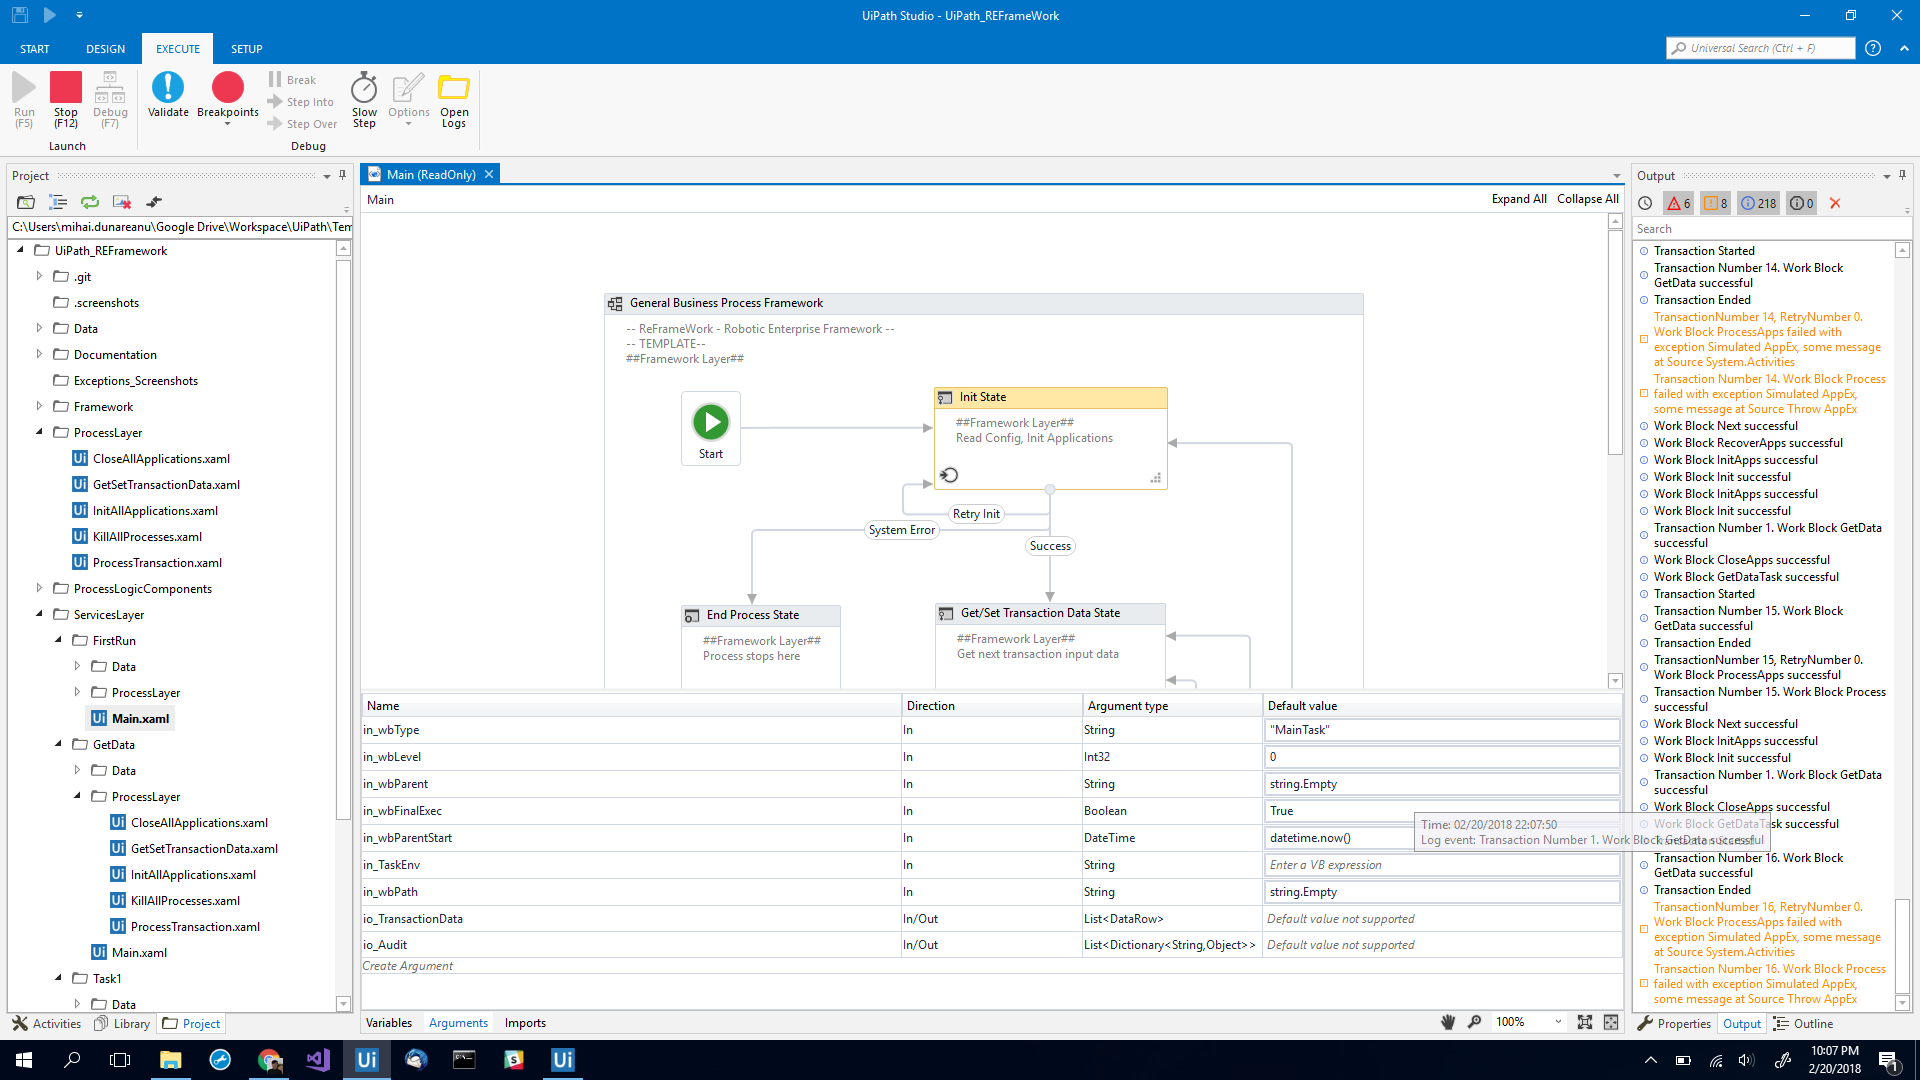 UiPath Studio - UiPath_REFrameWork
START
DESIGN
EXECUTE
SETUP
Universal Search (Ctrl + F)
Run
(F5)
Stop
(F12)
Debug
(F7)
Launch
Validate
Breakpoints
Break
Step Into
Step Over
Slow
Step
Options
Open
Logs
Debug
Project
C:\Users\mihai.dunareanu\Google Drive\Workspace\UiPath\Tem
UiPath_REFramework
.git
.screenshots
Data
Documentation
Exceptions_Screenshots
Framework
ProcessLayer
CloseAllApplications.xaml
GetSetTransactionData.xaml
InitAllApplications.xaml
KillAllProcesses.xaml
ProcessTransaction.xaml
ProcessLogicComponents
ServicesLayer
FirstRun
Data
ProcessLayer
Main.xaml
GetData
Data
ProcessLayer
CloseAllApplications.xaml
GetSetTransactionData.xaml
InitAllApplications.xaml
KillAllProcesses.xaml
ProcessTransaction.xaml
Main.xaml
Task1
Data
Activities
Library
Project
Main (ReadOnly)
Main
Expand All
Collapse All
General Business Process Framework
-- ReFrameWork - Robotic Enterprise Framework --
-- TEMPLATE--
##Framework Layer##
Start
Init State
##Framework Layer##
Read Config, Init Applications
Retry Init
System Error
Success
End Process State
##Framework Layer##
Process stops here
Get/Set Transaction Data State
##Framework Layer##
Get next transaction input data
Name Direction Argument type Default value
in_wbType In String "MainTask"
in_wbLevel In Int32 0
in_wbParent In String string.Empty
in_wbFinalExec In Boolean True
in_wbParentStart In DateTime datetime.now()
in_TaskEnv In String Enter a VB expression
in_wbPath In String string.Empty
io_TransactionData In/Out List<DataRow> Default value not supported
io_Audit In/Out List<Dictionary<String,Object>> Default value not supported
Create Argument
Variables
Arguments
Imports
100%
Output
6
8
218
0
Search
Transaction Started
Transaction Number 14. Work Block
GetData successful
Transaction Ended
TransactionNumber 14, RetryNumber 0.
Work Block ProcessApps failed with
exception Simulated AppEx, some message
at Source System.Activities
Transaction Number 14. Work Block Process
failed with exception Simulated AppEx,
some message at Source Throw AppEx
Work Block Next successful
Work Block RecoverApps successful
Work Block InitApps successful
Work Block Init successful
Work Block InitApps successful
Work Block Init successful
Transaction Number 1. Work Block GetData
successful
Work Block CloseApps successful
Work Block GetDataTask successful
Transaction Started
Transaction Number 15. Work Block
GetData successful
Transaction Ended
TransactionNumber 15, RetryNumber 0.
Work Block ProcessApps successful
Transaction Number 15. Work Block Process
successful
Work Block Next successful
Work Block InitApps successful
Work Block Init successful
Transaction Number 1. Work Block GetData
successful
Work Block CloseApps successful
Work Block GetDataTask successful
Time: 02/20/2018 22:07:50
Log event: Transaction Number 1. Work Block GetData successful
Transaction Number 16. Work Block
GetData successful
Transaction Ended
TransactionNumber 16, RetryNumber 0.
Work Block ProcessApps failed with
exception Simulated AppEx, some message
at Source System.Activities
Transaction Number 16. Work Block Process
failed with exception Simulated AppEx,
some message at Source Throw AppEx
Properties
Output
Outline
10:07 PM
2/20/2018
1